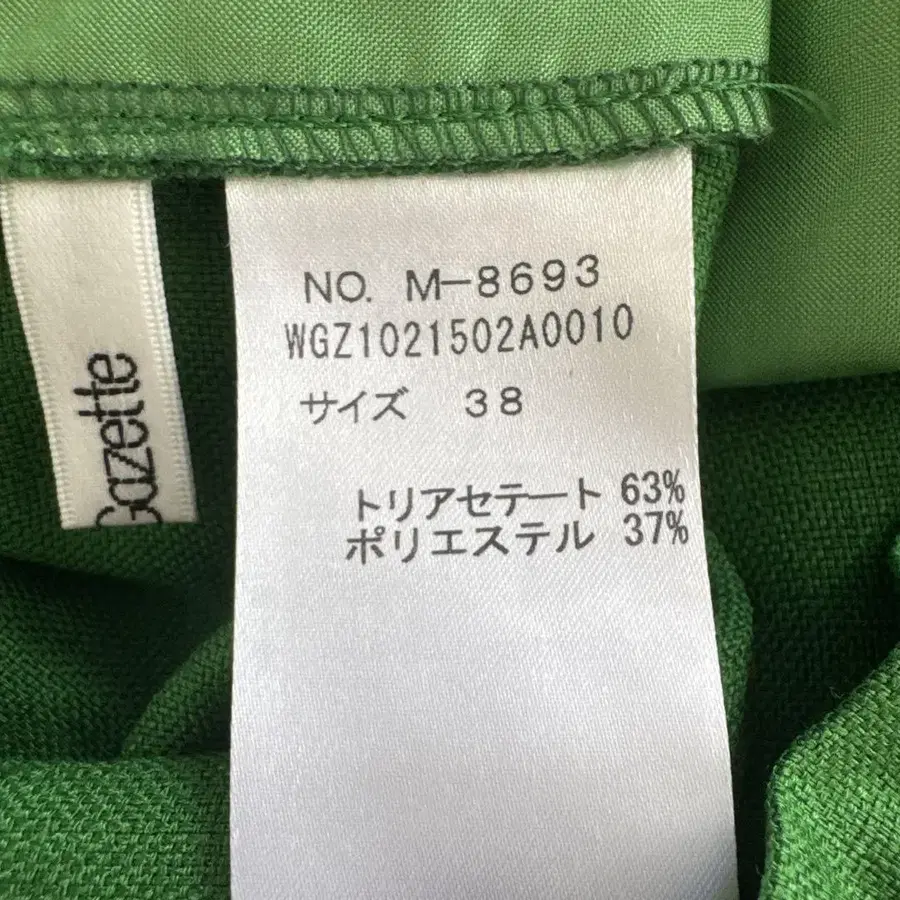 NO. M-8693
WGZ1021502A0010
サイズ 38
トリアセテート 63%
ポリエステル 37%
Gazette